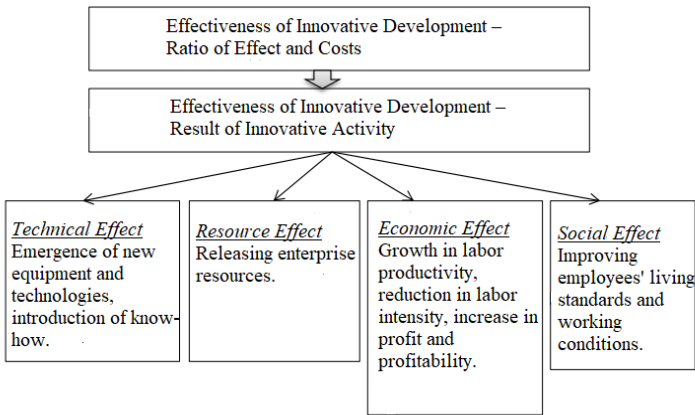 Effectiveness of Innovative Development –
Ratio of Effect and Costs
Effectiveness of Innovative Development –
Result of Innovative Activity
Technical Effect
Emergence of new
equipment and
technologies,
introduction of know-
how.
Resource Effect
Releasing enterprise
resources.
Economic Effect
Growth in labor
productivity,
reduction in labor
intensity, increase in
profit and
profitability.
Social Effect
Improving
employees' living
standards and
working
conditions.